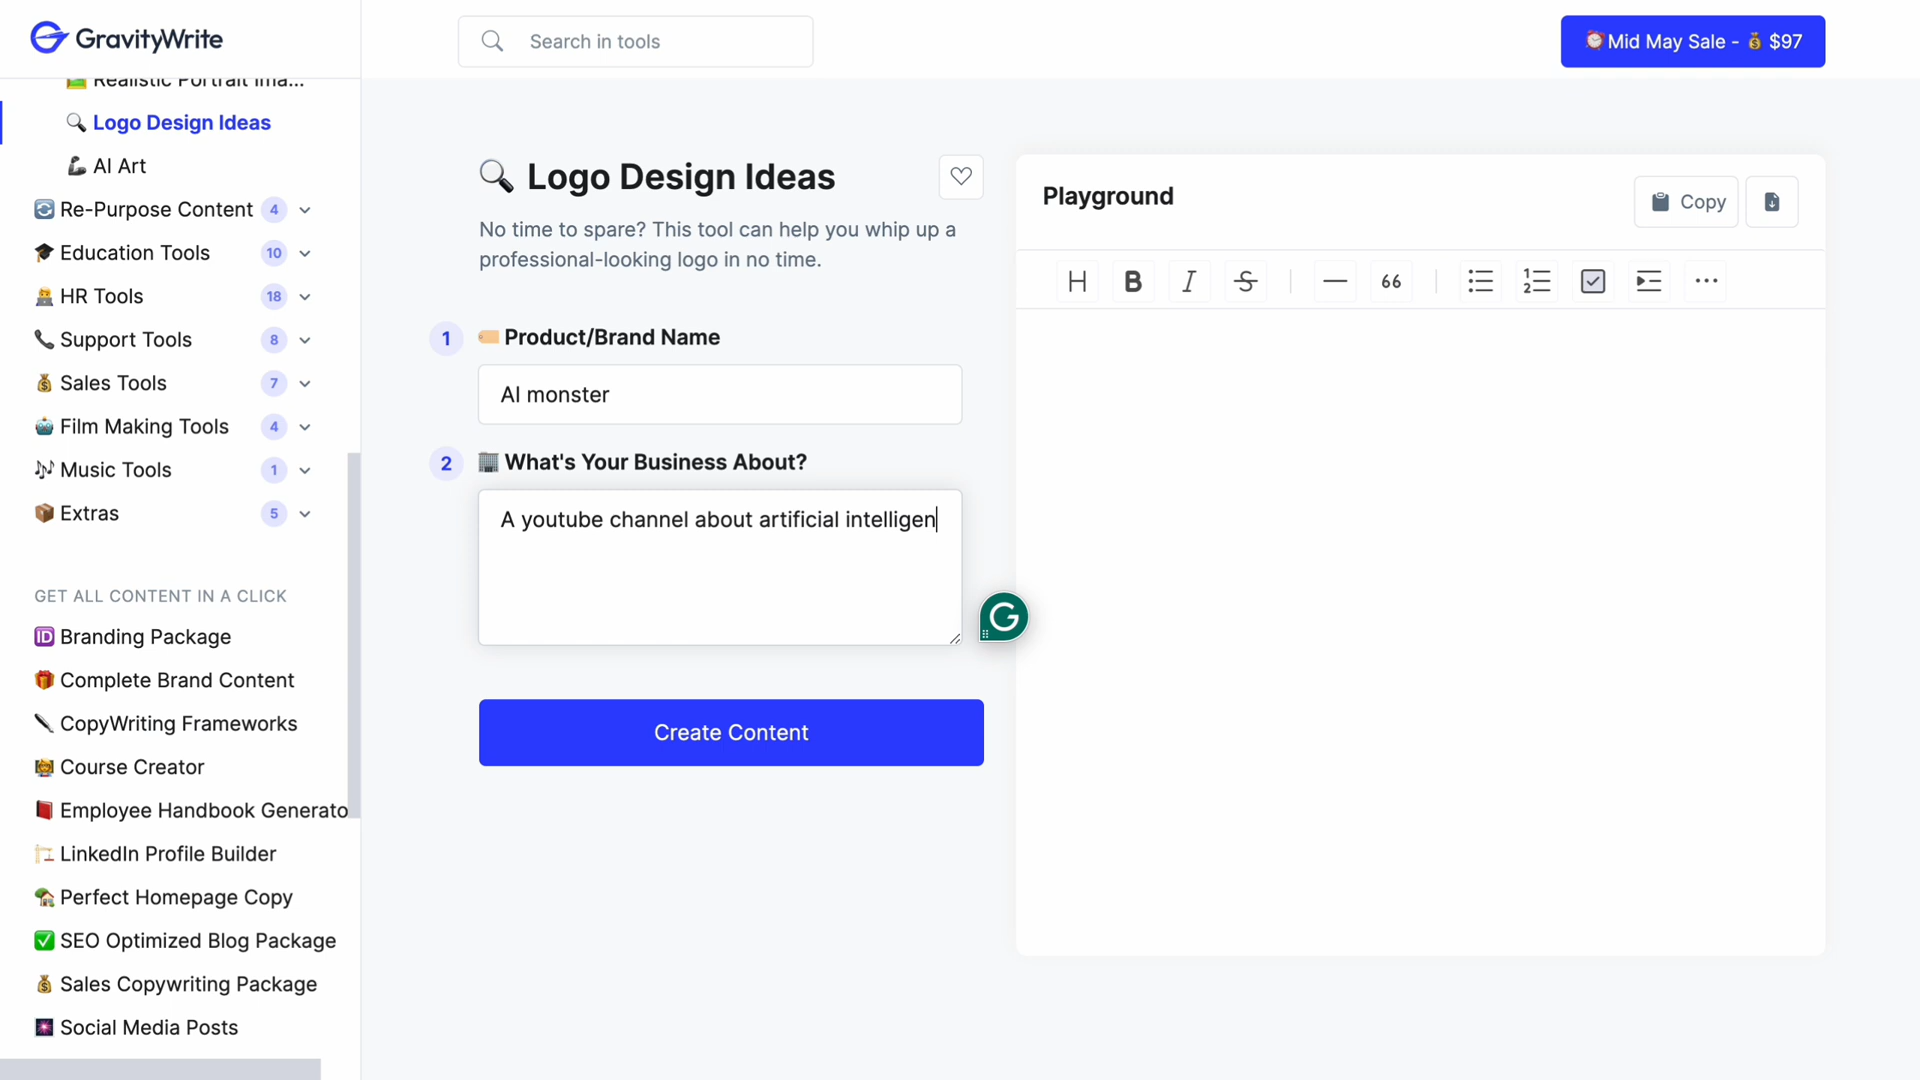 GravityWrite
Search in tools
Mid May Sale - $97
Realistic Portrait Ima...
Logo Design Ideas
AI Art
Re-Purpose Content 4
Education Tools 10
HR Tools 18
Support Tools 8
Sales Tools 7
Film Making Tools 4
Music Tools 1
Extras 5
GET ALL CONTENT IN A CLICK
Branding Package
Complete Brand Content
CopyWriting Frameworks
Course Creator
Employee Handbook Generato
LinkedIn Profile Builder
Perfect Homepage Copy
SEO Optimized Blog Package
Sales Copywriting Package
Social Media Posts
Logo Design Ideas
No time to spare? This tool can help you whip up a
professional-looking logo in no time.
1 Product/Brand Name
AI monster
2 What's Your Business About?
A youtube channel about artificial intelligen
Create Content
Playground
Copy